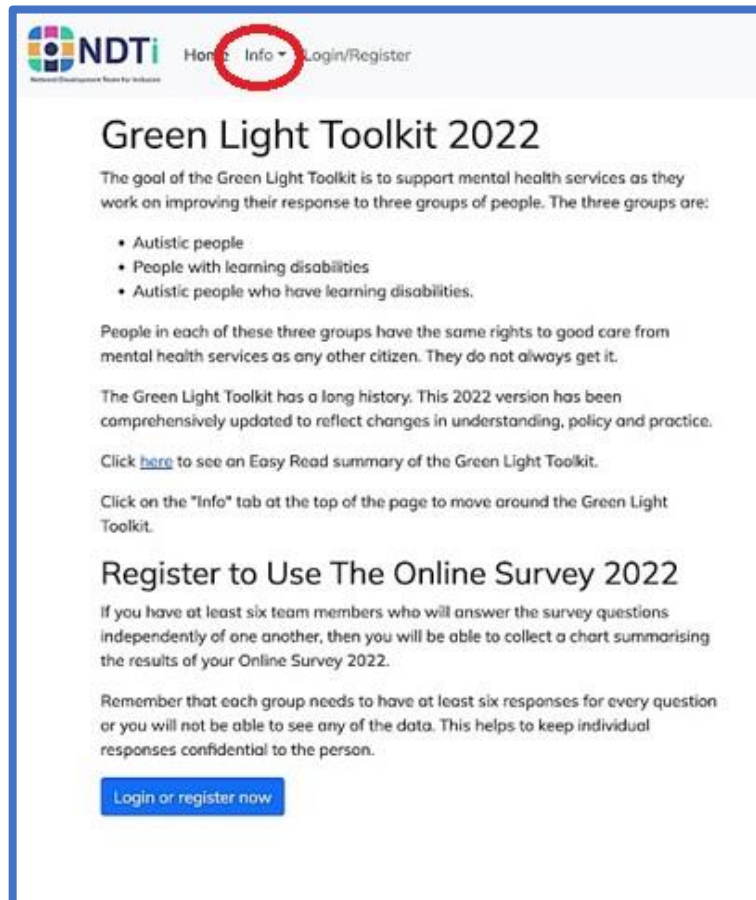 NDTi
National Development Team for Inclusion
Home Info Login/Register
Green Light Toolkit 2022
The goal of the Green Light Toolkit is to support mental health services as they
work on improving their response to three groups of people. The three groups are:
• Autistic people
• People with learning disabilities
• Autistic people who have learning disabilities.
People in each of these three groups have the same rights to good care from
mental health services as any other citizen. They do not always get it.
The Green Light Toolkit has a long history. This 2022 version has been
comprehensively updated to reflect changes in understanding, policy and practice.
Click here to see an Easy Read summary of the Green Light Toolkit.
Click on the "Info" tab at the top of the page to move around the Green Light
Toolkit.
Register to Use The Online Survey 2022
If you have at least six team members who will answer the survey questions
independently of one another, then you will be able to collect a chart summarising
the results of your Online Survey 2022.
Remember that each group needs to have at least six responses for every question
or you will not be able to see any of the data. This helps to keep individual
responses confidential to the person.
Login or register now